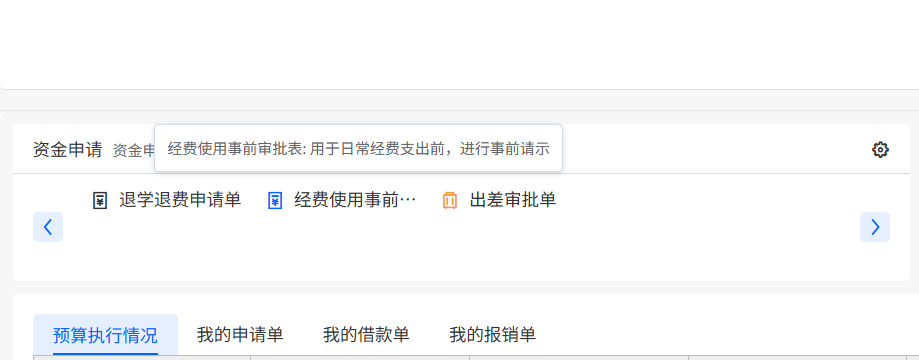 资金申请 资金申
经费使用事前审批表: 用于日常经费支出前，进行事前请示
退学退费申请单 经费使用事前… 出差审批单
预算执行情况 我的申请单 我的借款单 我的报销单